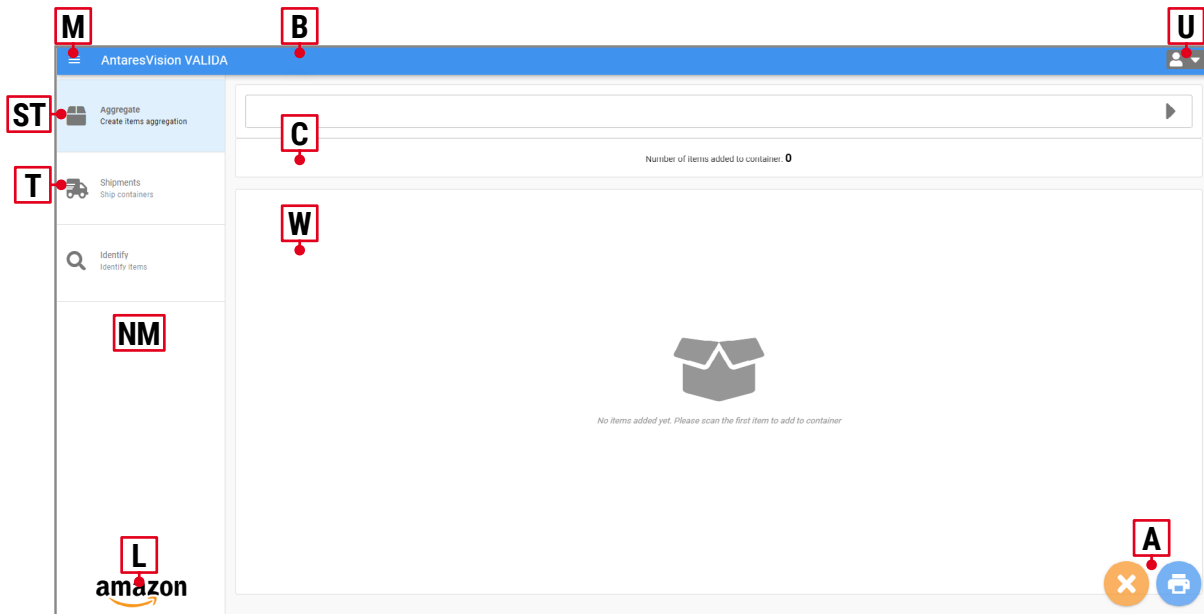 M
B
U
AntaresVision VALIDA
ST
Aggregate
Create items aggregation
C
Number of items added to container: 0
T
Shipments
Ship containers
W
Identify
Identify items
NM
No items added yet. Please scan the first item to add to container
A
L
amazon